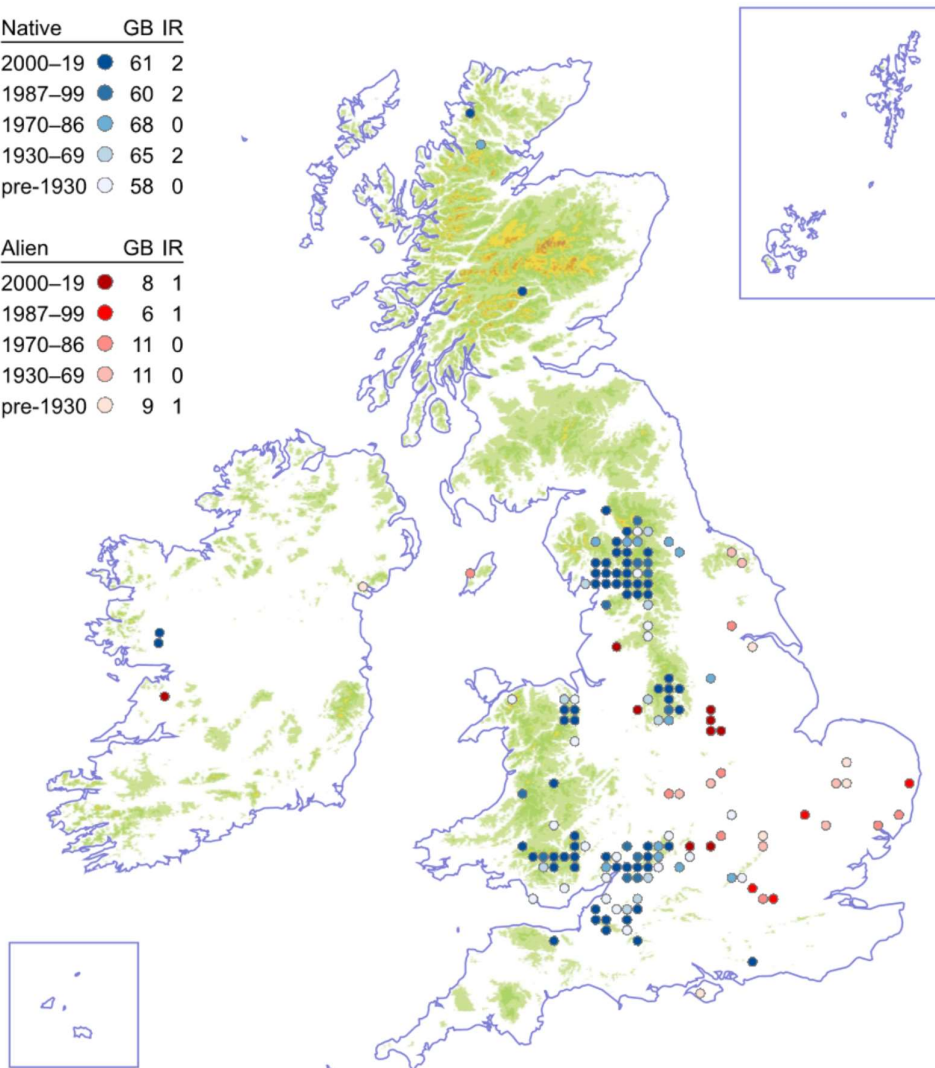 Native GB IR
2000–19 61 2
1987–99 60 2
1970–86 68 0
1930–69 65 2
pre-1930 58 0
Alien GB IR
2000–19 8 1
1987–99 6 1
1970–86 11 0
1930–69 11 0
pre-1930 9 1